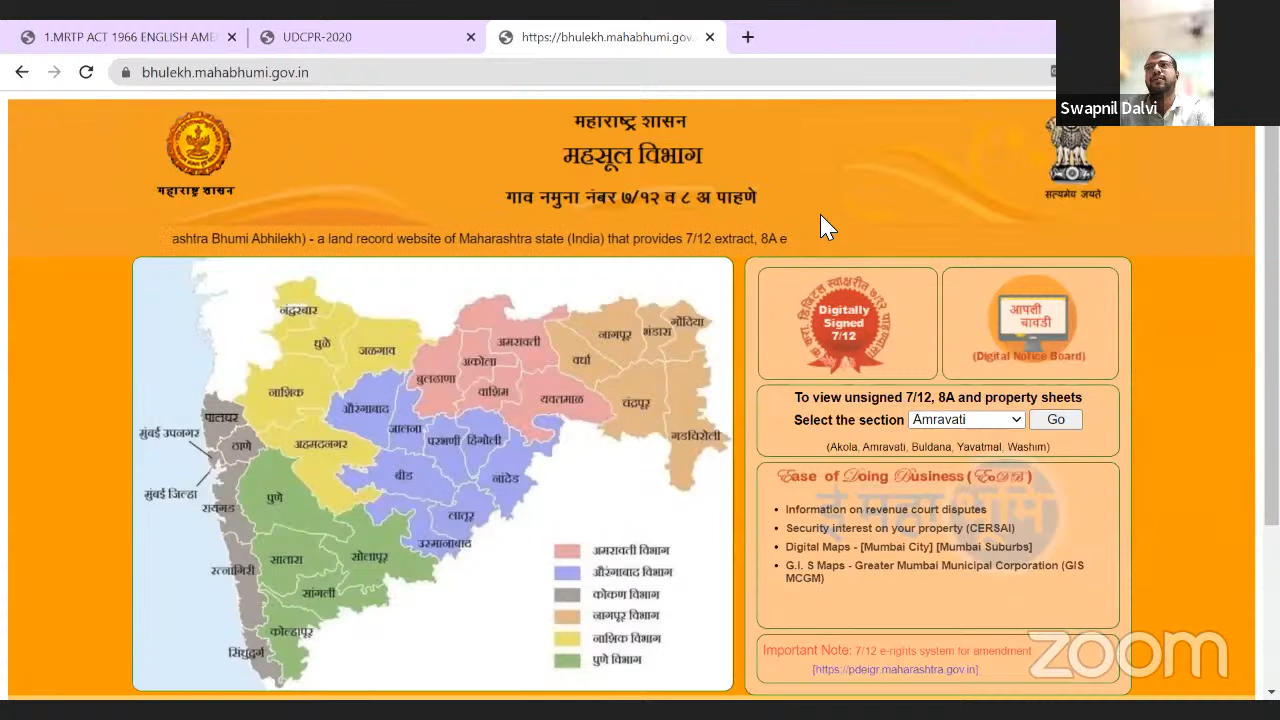 1.MRTP ACT 1966 ENGLISH AME
UDCPR-2020
https://bhulekh.mahabhumi.gov.
bhulekh.mahabhumi.gov.in
Swapnil Dalvi
महाराष्ट्र शासन
महाराष्ट्र शासन
महसूल विभाग
गाव नमुना नंबर ७/१२ व ८ अ पाहणे
सत्यमेव जयते
ashtra Bhumi Abhilekh) - a land record website of Maharashtra state (India) that provides 7/12 extract, 8A e
नंदुरबार
धुळे
जळगाव
नाशिक
अहमदनगर
बुलढाणा
अकोला
अमरावती
वाशिम
यवतमाळ
वर्धा
नागपूर
भंडारा
गोंदिया
चंद्रपूर
गडचिरोली
औरंगाबाद
जालना
परभणी
हिंगोली
बीड
नांदेड
लातूर
उस्मानाबाद
पालघर
मुंबई उपनगर
ठाणे
मुंबई जिल्हा
रायगड
रत्नागिरी
सिंधुदुर्ग
पुणे
सातारा
सोलापूर
सांगली
कोल्हापूर
अमरावती विभाग
औरंगाबाद विभाग
कोकण विभाग
नागपूर विभाग
नाशिक विभाग
पुणे विभाग
Digitally
Signed
7/12
आपली
चावडी
(Digital Notice Board)
To view unsigned 7/12, 8A and property sheets
Select the section Amravati Go
(Akola, Amravati, Buldana, Yavatmal, Washim)
Ease of Doing Business ( EoDB )
• Information on revenue court disputes
• Security interest on your property (CERSAI)
• Digital Maps - [Mumbai City] [Mumbai Suburbs]
• G.I. S Maps - Greater Mumbai Municipal Corporation (GIS
MCGM)
Important Note: 7/12 e-rights system for amendment
[https://pdeigr.maharashtra.gov.in]
zoom